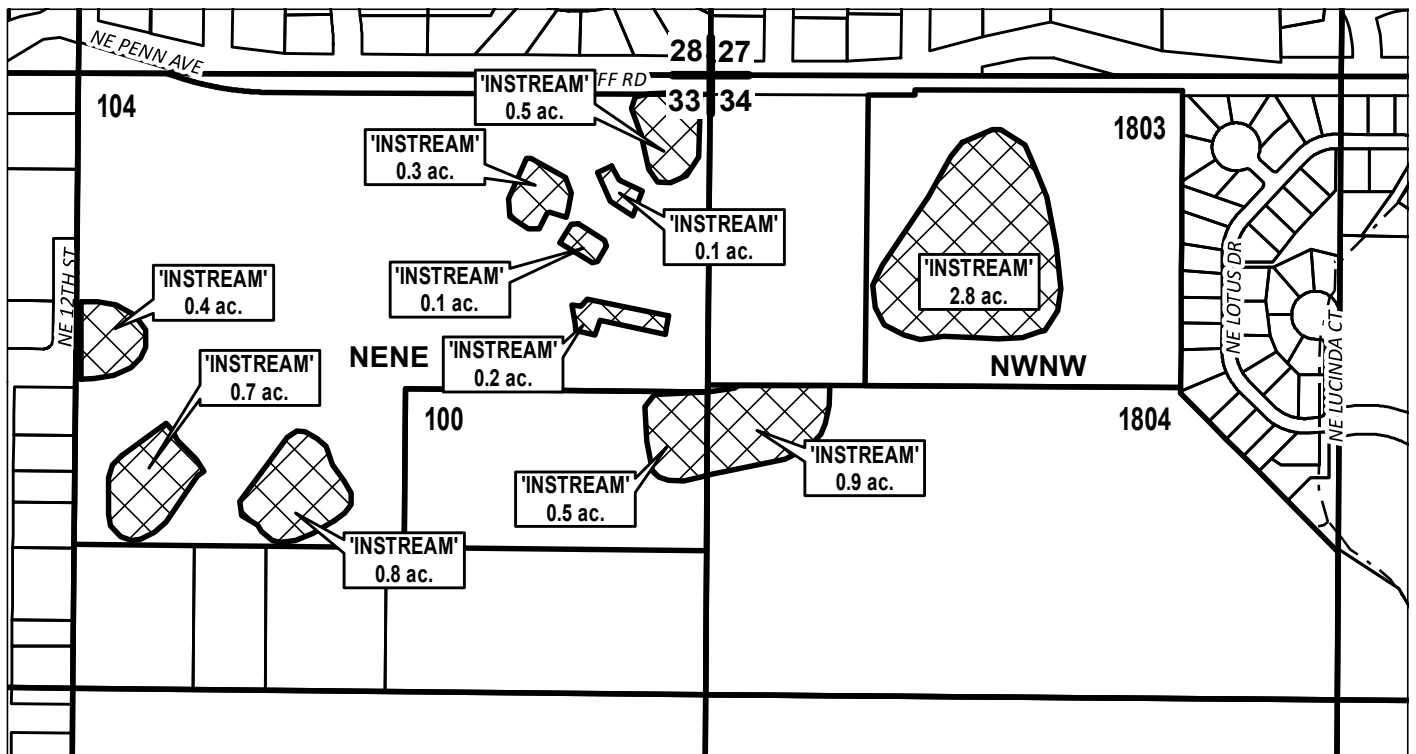 NE PENN AVE
28 27
FF RD
33 34
104
'INSTREAM'
0.5 ac.
1803
'INSTREAM'
0.3 ac.
'INSTREAM'
0.1 ac.
'INSTREAM'
0.1 ac.
'INSTREAM'
2.8 ac.
NE 12TH ST
'INSTREAM'
0.4 ac.
NE LOTUS DR
NE LUCINDA CT
NENE
'INSTREAM'
0.2 ac.
NWNW
'INSTREAM'
0.7 ac.
100
1804
'INSTREAM'
0.9 ac.
'INSTREAM'
0.5 ac.
'INSTREAM'
0.8 ac.